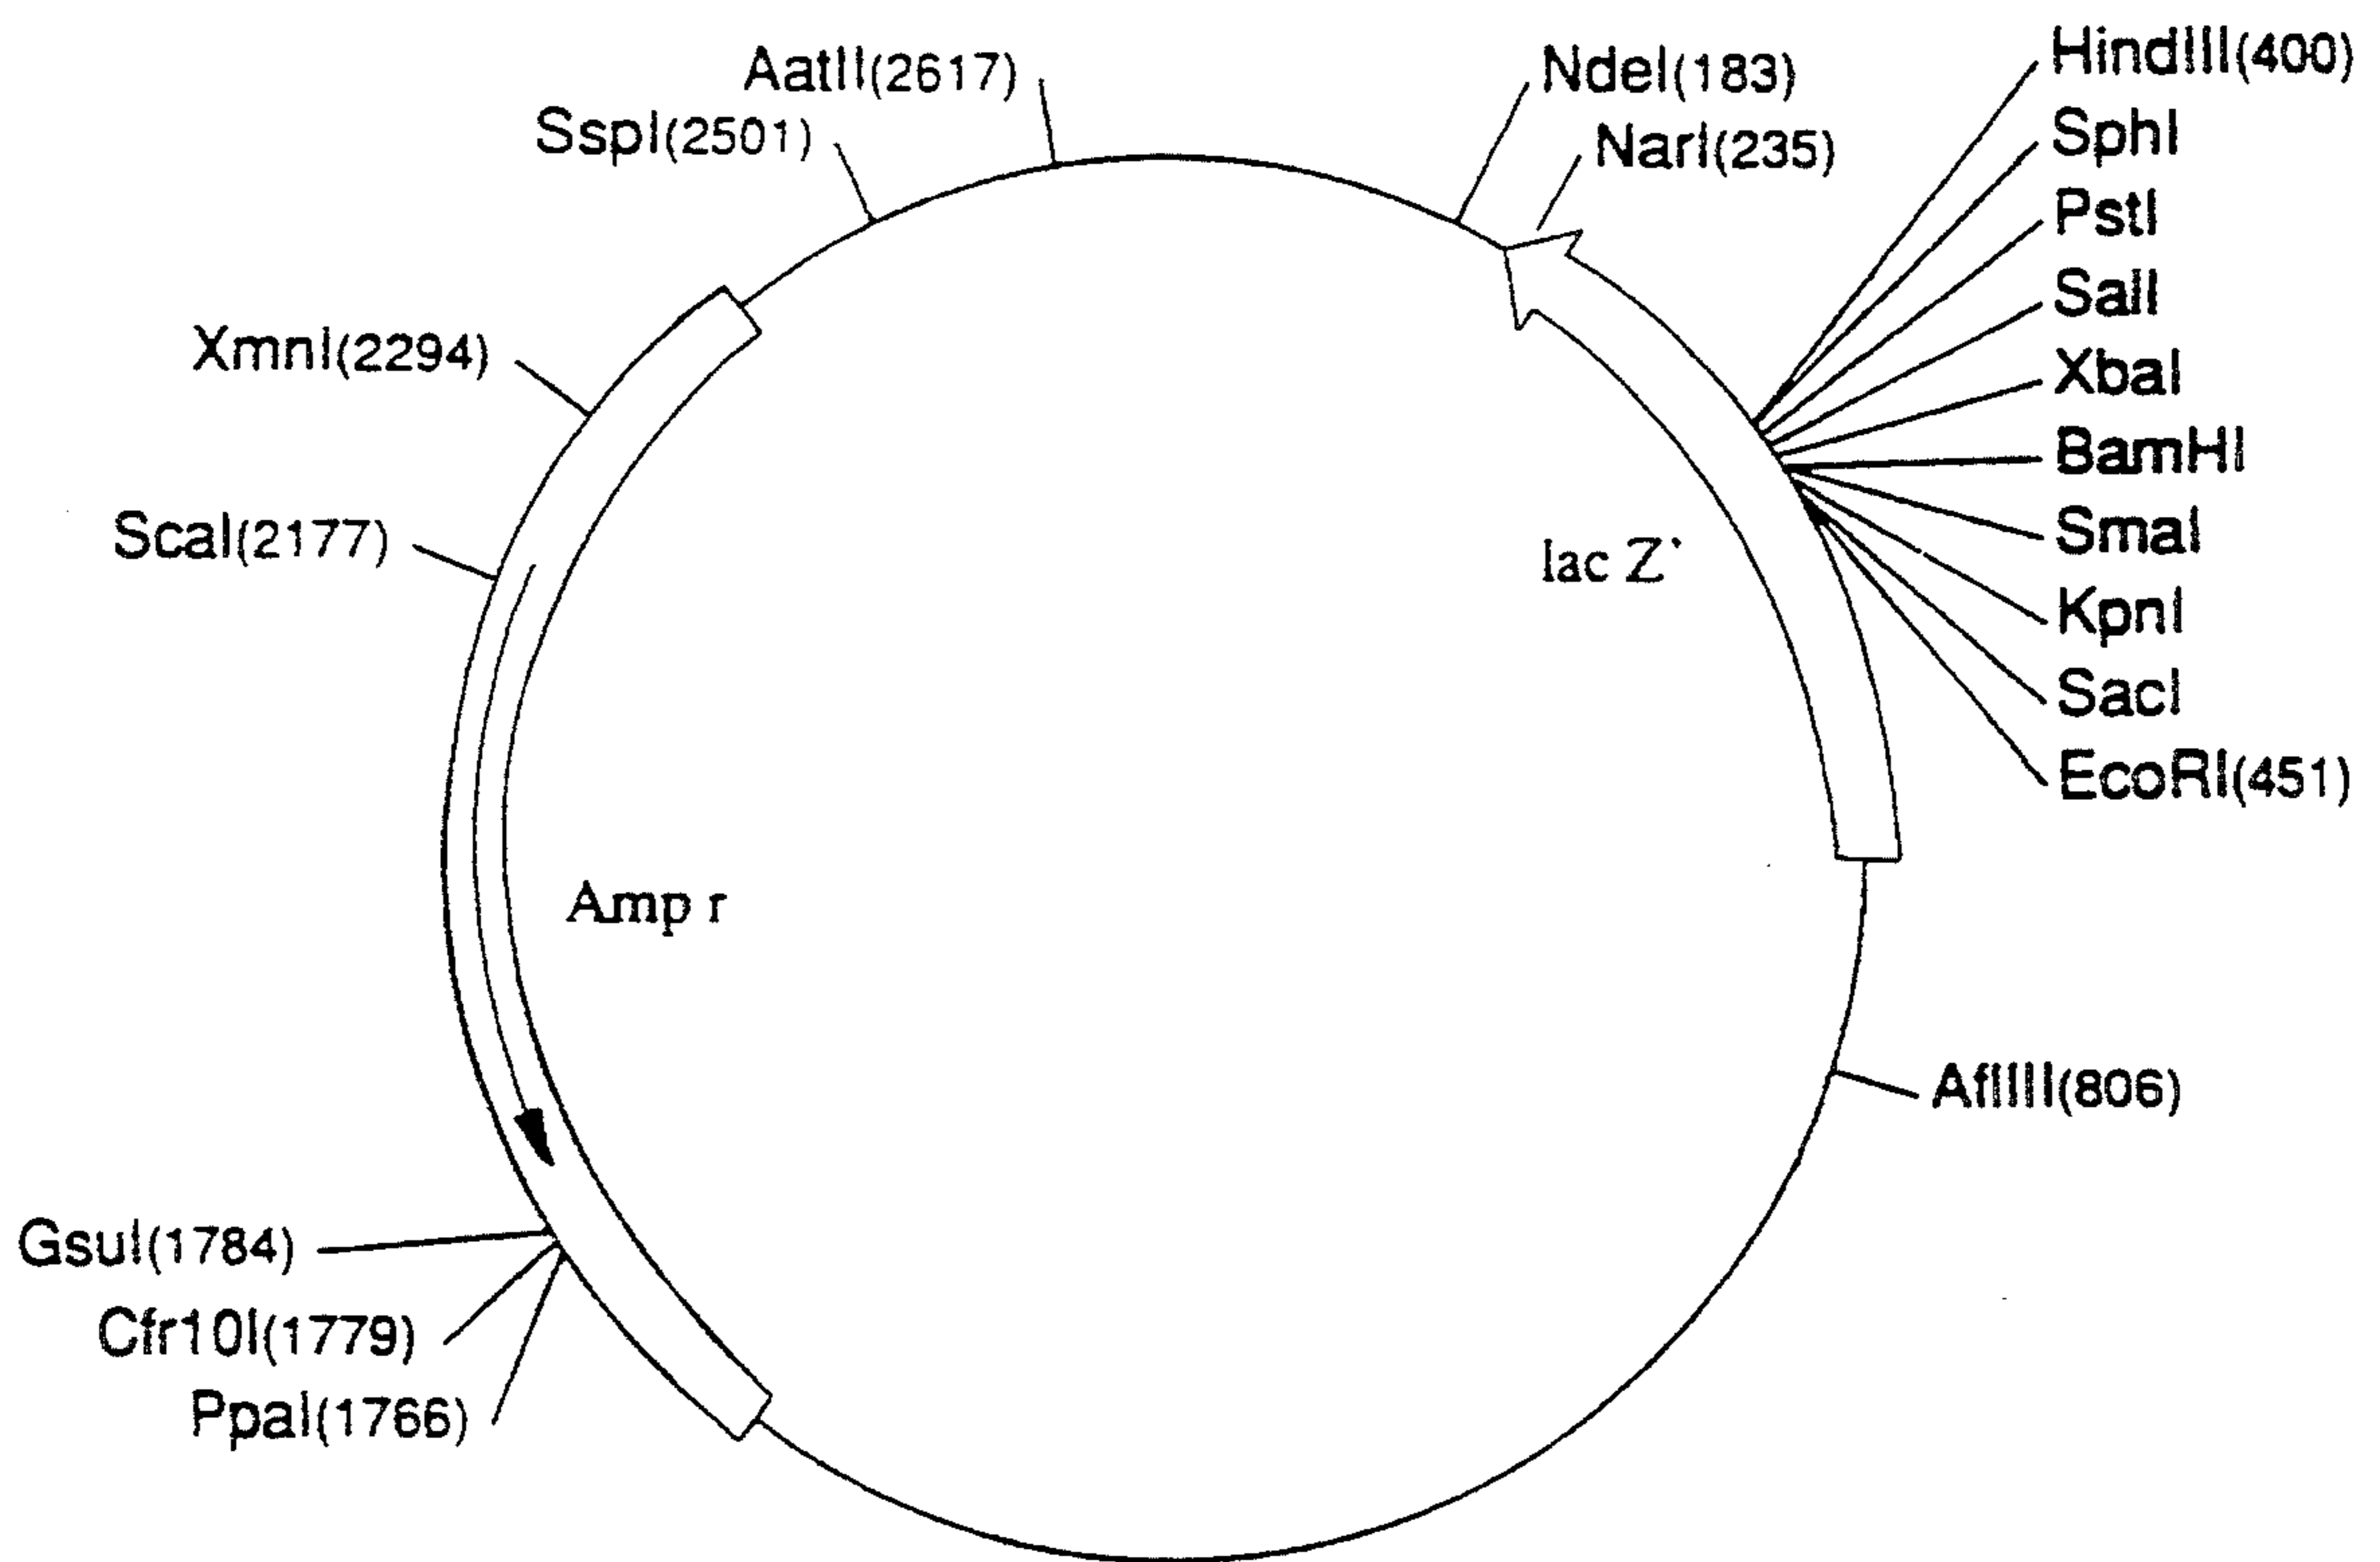 AatII(2617)
SspI(2501)
XmnI(2294)
ScaI(2177)
GsuI(1784)
Cfr10I(1779)
PpaI(1766)
Amp r
NdeI(183)
NarI(235)
lac Z'
HindIII(400)
SphI
PstI
SalI
XbaI
BamHI
SmaI
KpnI
SacI
EcoRI(451)
AflIII(806)